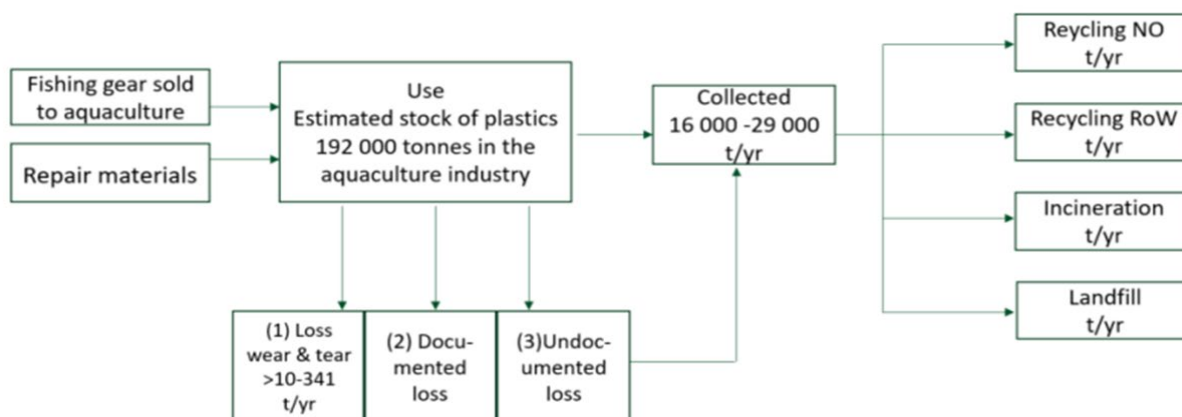 Fishing gear sold
to aquaculture
Repair materials
Use
Estimated stock of plastics
192 000 tonnes in the
aquaculture industry
(1) Loss
wear & tear
>10-341
t/yr
(2) Docu-
mented
loss
(3)Undoc-
umented
loss
Collected
16 000 -29 000
t/yr
Reycling NO
t/yr
Recycling RoW
t/yr
Incineration
t/yr
Landfill
t/yr